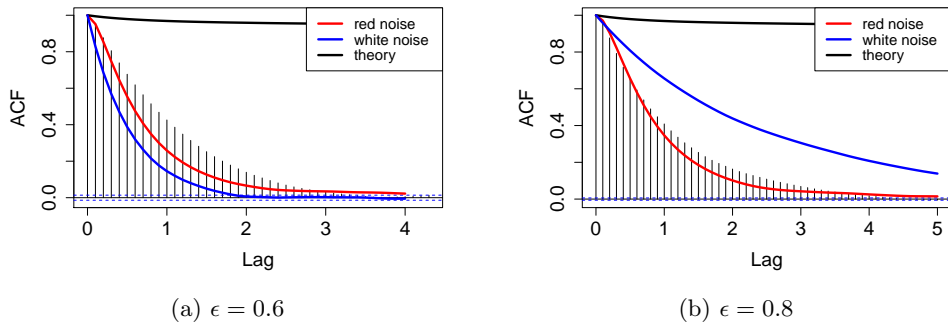 red noise
white noise
theory
ACF
0.0 0.4 0.8
0 1 2 3 4
Lag
(a) ϵ = 0.6
red noise
white noise
theory
ACF
0.0 0.4 0.8
0 1 2 3 4 5
Lag
(b) ϵ = 0.8